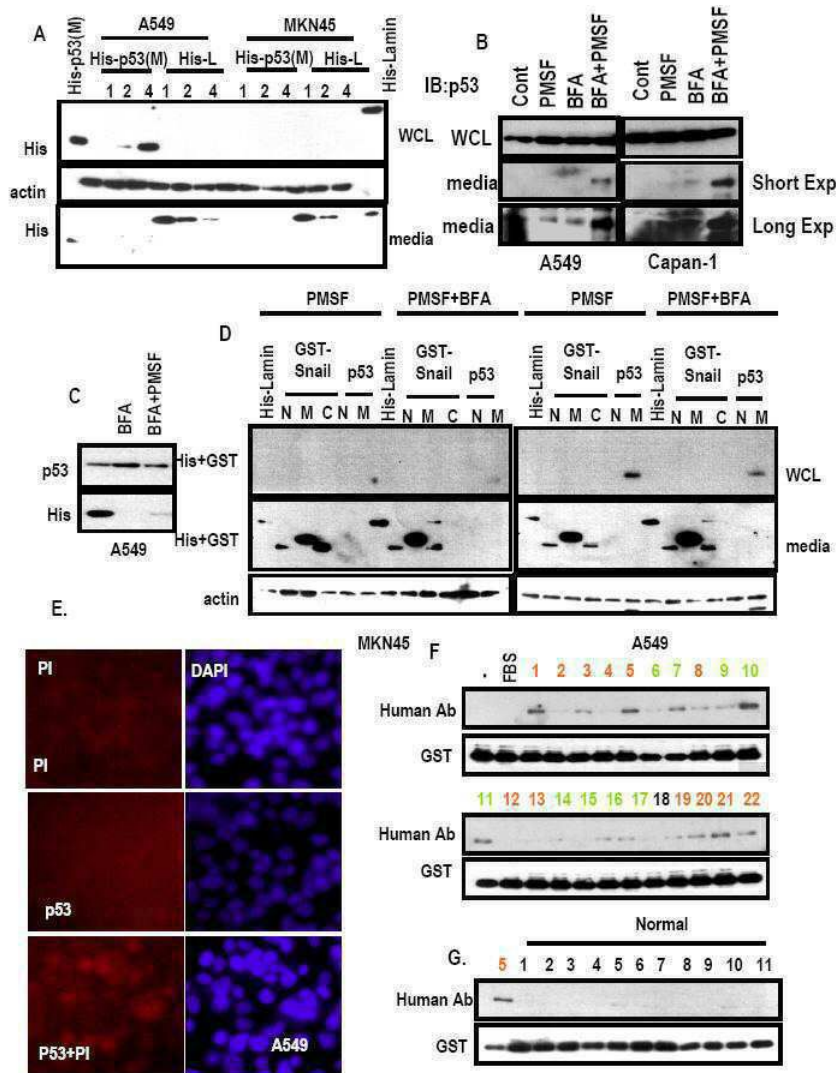 A
His-p53(M)
A549
MKN45
His-Lamin
His-p53(M) His-L His-p53(M) His-L
1 2 4 1 2 4 1 2 4 1 2 4
His
WCL
actin
His
media
B
IB:p53
Cont PMSF BFA BFA+PMSF Cont PMSF BFA BFA+PMSF
WCL
media
Short Exp
media
Long Exp
A549 Capan-1
C
BFA BFA+PMSF
p53
His
A549
D
PMSF PMSF+BFA PMSF PMSF+BFA
His-Lamin GST-Snail p53 His-Lamin GST-Snail p53 His-Lamin GST-Snail p53 His-Lamin GST-Snail p53
N M C N M N M C N M N M C N M N M C N M
His+GST
WCL
His+GST
media
actin
MKN45 A549
E.
PI
DAPI
PI
p53
P53+PI
A549
F
. FBS 1 2 3 4 5 6 7 8 9 10
Human Ab
GST
11 12 13 14 15 16 17 18 19 20 21 22
Human Ab
GST
Normal
G.
5 1 2 3 4 5 6 7 8 9 10 11
Human Ab
GST